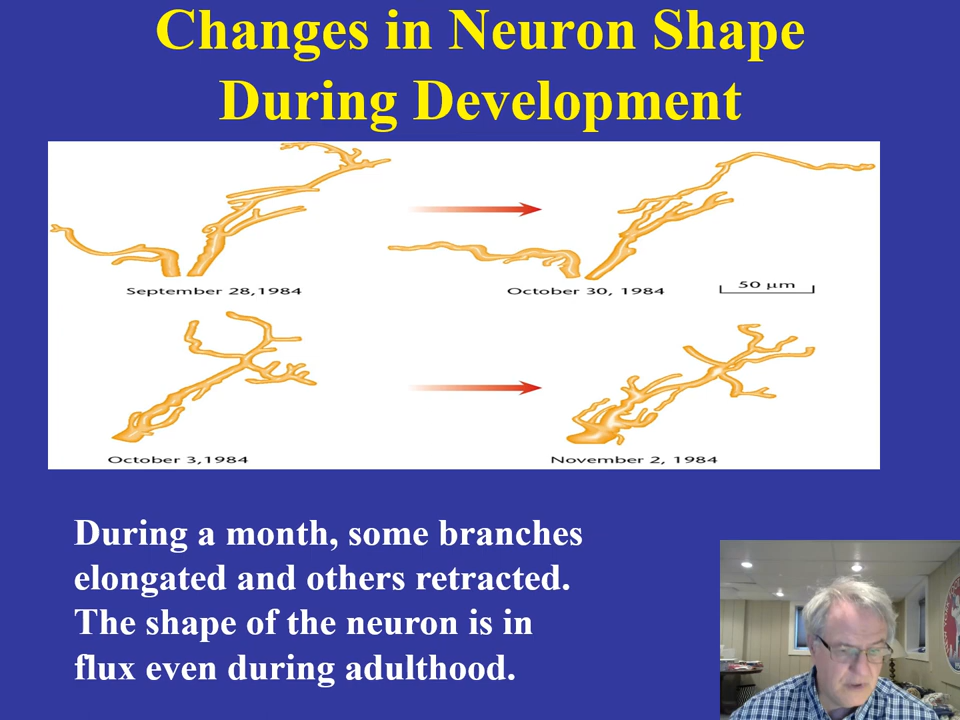 Changes in Neuron Shape
During Development
September 28,1984
October 30, 1984
50 µm
October 3,1984
November 2, 1984
During a month, some branches
elongated and others retracted.
The shape of the neuron is in
flux even during adulthood.